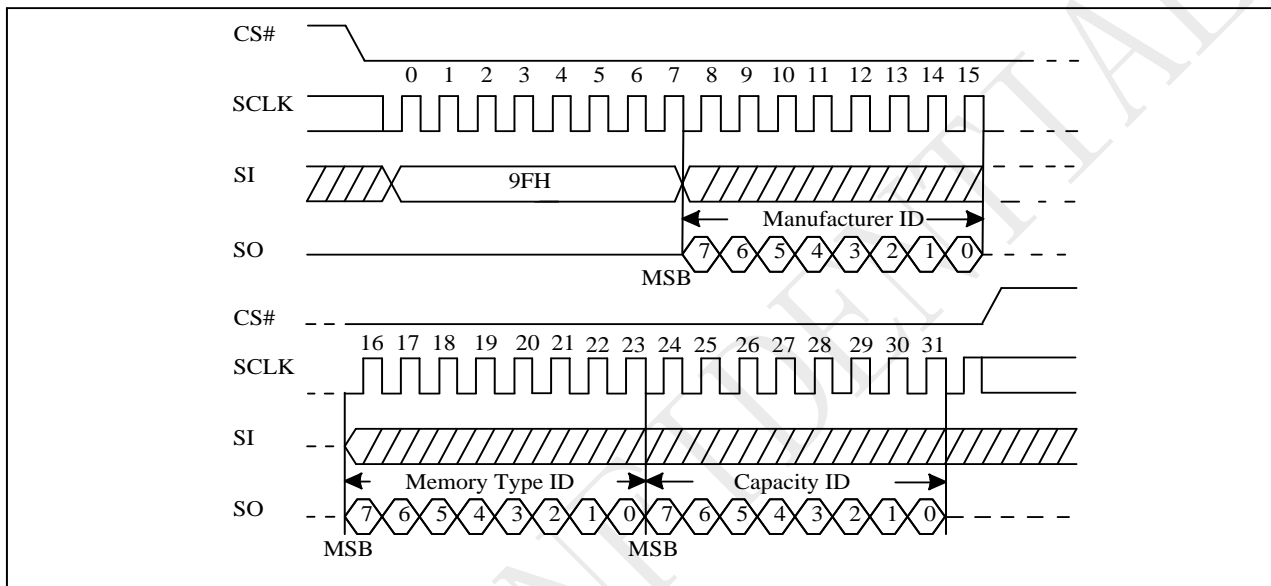 CS#
0 1 2 3 4 5 6 7 8 9 10 11 12 13 14 15
SCLK
SI
9FH
Manufacturer ID
SO
7 6 5 4 3 2 1 0
MSB
CS#
16 17 18 19 20 21 22 23 24 25 26 27 28 29 30 31
SCLK
SI
Memory Type ID Capacity ID
SO
7 6 5 4 3 2 1 0 7 6 5 4 3 2 1 0
MSB MSB
NFIDENTIAL